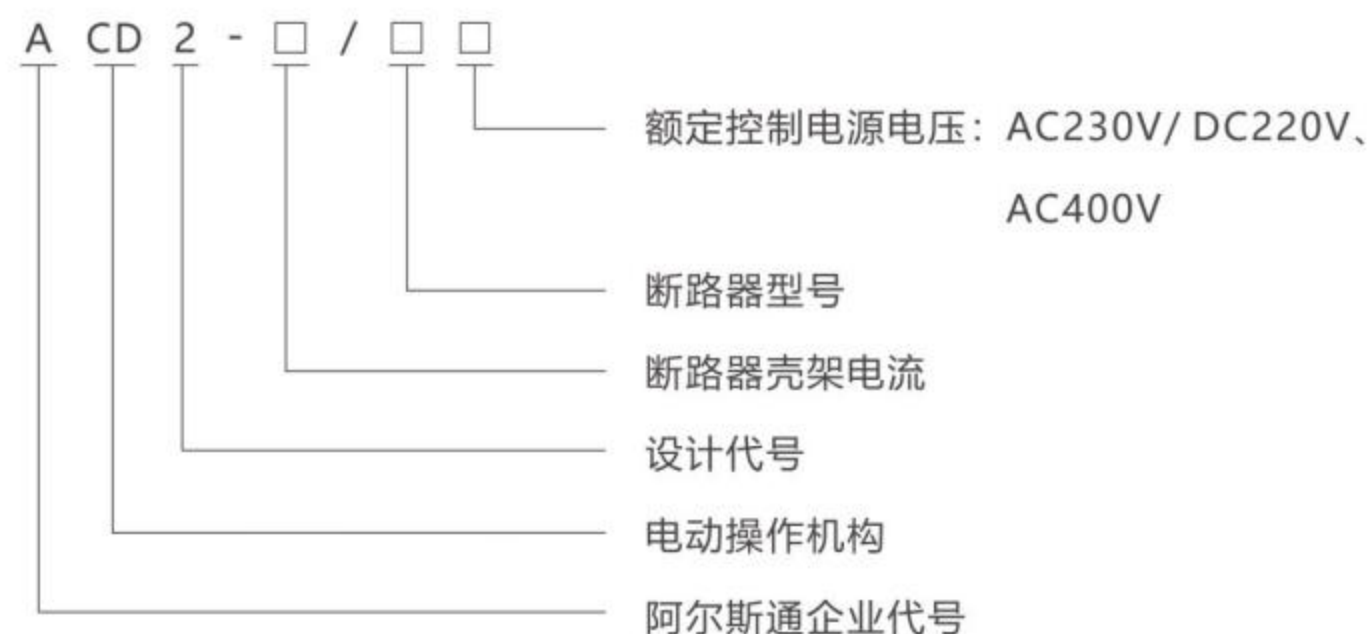 A CD 2 - □ / □ □
额定控制电源电压：AC230V/ DC220V、
AC400V
断路器型号
断路器壳架电流
设计代号
电动操作机构
阿尔斯通企业代号